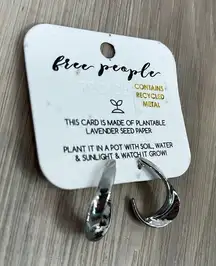 free people
CONTAINS
RECYCLED
METAL
THIS CARD IS MADE OF PLANTABLE
LAVENDER SEED PAPER
PLANT IT IN A POT WITH SOIL, WATER
& SUNLIGHT & WATCH IT GROW!